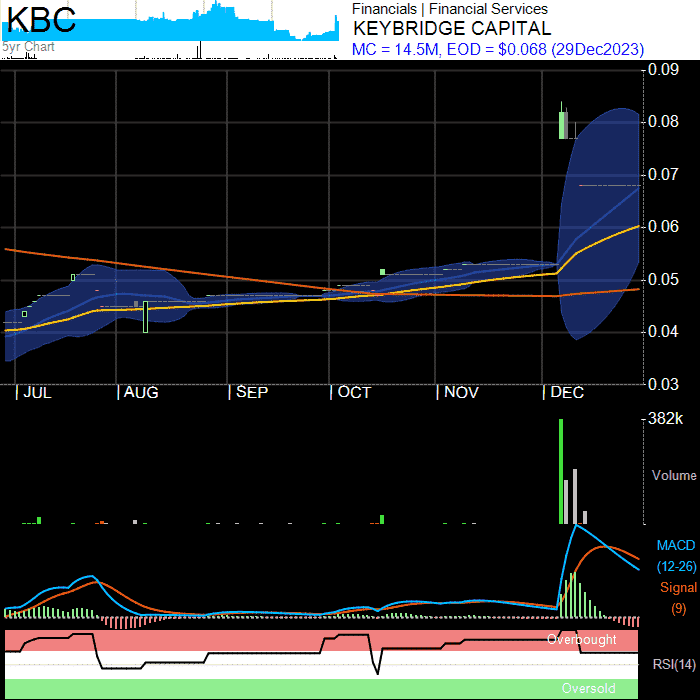 KBC
5yr Chart
Financials | Financial Services
KEYBRIDGE CAPITAL
MC = 14.5M, EOD = $0.068 (29Dec2023)
0.09
0.08
0.07
0.06
0.05
0.04
0.03
JUL AUG SEP OCT NOV DEC
382k
Volume
MACD
(12-26)
Signal
(9)
Overbought
RSI(14)
Oversold